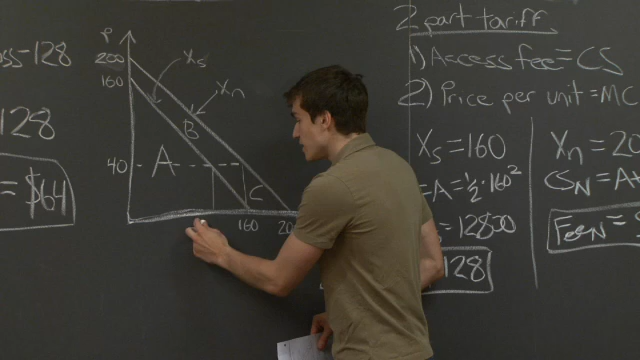 -128
128
= $64
P
200
160
40
Xs
Xn
A
B
C
160
20
2 part tariff
1) Access fee = CS
2) Price per unit = MC
Xs = 160
= A = ½·160²
= 12800
128
Xn = 20
CSN = A+
FeeN =